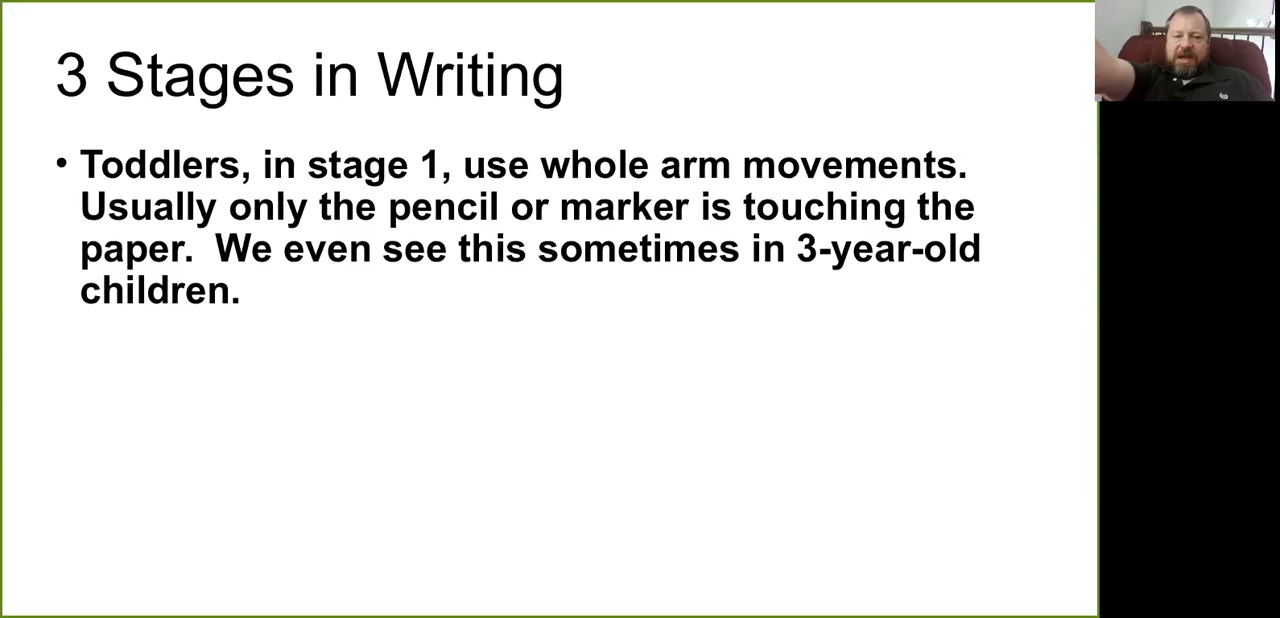 3 Stages in Writing
• Toddlers, in stage 1, use whole arm movements.
Usually only the pencil or marker is touching the
paper.  We even see this sometimes in 3-year-old
children.